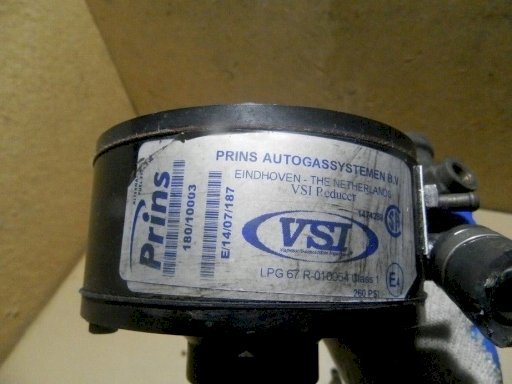 Prins
180/10003
E/14/07/187
PRINS AUTOGASSYSTEMEN B.V
EINDHOVEN - THE NETHERLANDS
VSI Reducer
VSI
LPG 67 R-010054 Class 1
260 PSI